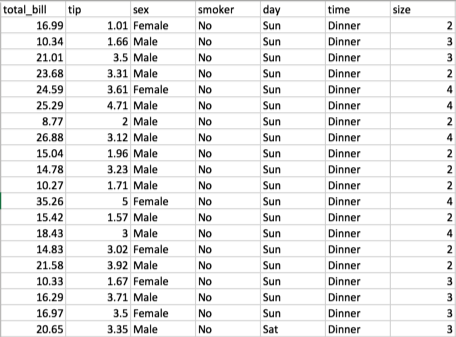 total_bill tip sex smoker day time size
16.99 1.01 Female No Sun Dinner 2
10.34 1.66 Male No Sun Dinner 3
21.01 3.5 Male No Sun Dinner 3
23.68 3.31 Male No Sun Dinner 2
24.59 3.61 Female No Sun Dinner 4
25.29 4.71 Male No Sun Dinner 4
8.77 2 Male No Sun Dinner 2
26.88 3.12 Male No Sun Dinner 4
15.04 1.96 Male No Sun Dinner 2
14.78 3.23 Male No Sun Dinner 2
10.27 1.71 Male No Sun Dinner 2
35.26 5 Female No Sun Dinner 4
15.42 1.57 Male No Sun Dinner 2
18.43 3 Male No Sun Dinner 4
14.83 3.02 Female No Sun Dinner 2
21.58 3.92 Male No Sun Dinner 2
10.33 1.67 Female No Sun Dinner 3
16.29 3.71 Male No Sun Dinner 3
16.97 3.5 Female No Sun Dinner 3
20.65 3.35 Male No Sat Dinner 3